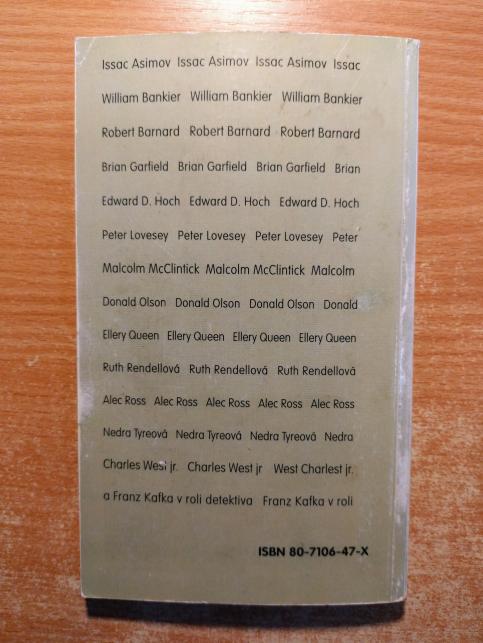 Issac Asimov Issac Asimov Issac Asimov Issac
William Bankier William Bankier William Bankier
Robert Barnard Robert Barnard Robert Barnard
Brian Garfield Brian Garfield Brian Garfield Brian
Edward D. Hoch Edward D. Hoch Edward D. Hoch
Peter Lovesey Peter Lovesey Peter Lovesey Peter
Malcolm McClintick Malcolm McClintick Malcolm
Donald Olson Donald Olson Donald Olson Donald
Ellery Queen Ellery Queen Ellery Queen Ellery Queen
Ruth Rendellová Ruth Rendellová Ruth Rendellová
Alec Ross Alec Ross Alec Ross Alec Ross Alec Ross
Nedra Tyreová Nedra Tyreová Nedra Tyreová Nedra
Charles West jr. Charles West jr West Charlest jr.
a Franz Kafka v roli detektiva Franz Kafka v roli
ISBN 80-7106-47-X